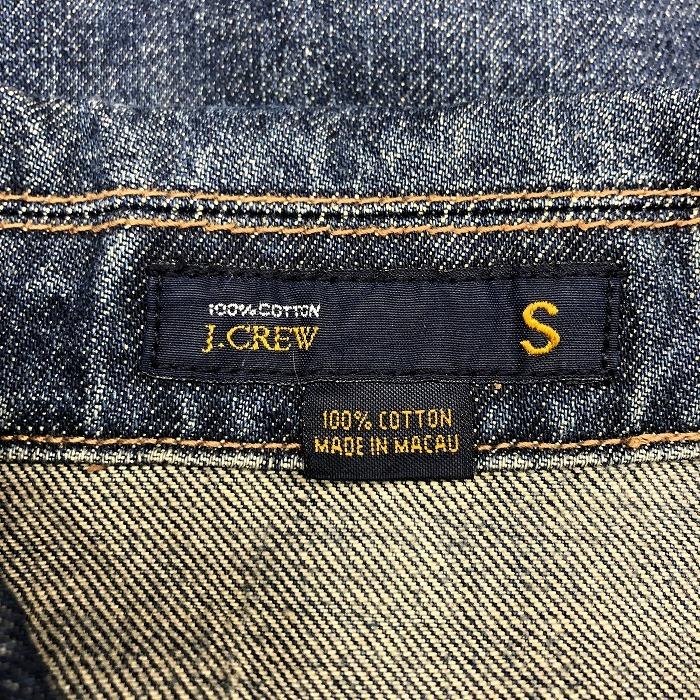 100% COTTON
J.CREW
S
100% COTTON
MADE IN MACAU